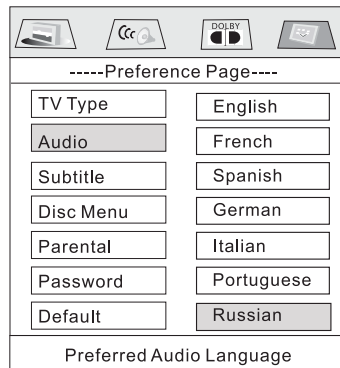 DOLBY
-----Preference Page----
TV Type
Audio
Subtitle
Disc Menu
Parental
Password
Default
English
French
Spanish
German
Italian
Portuguese
Russian
Preferred Audio Language